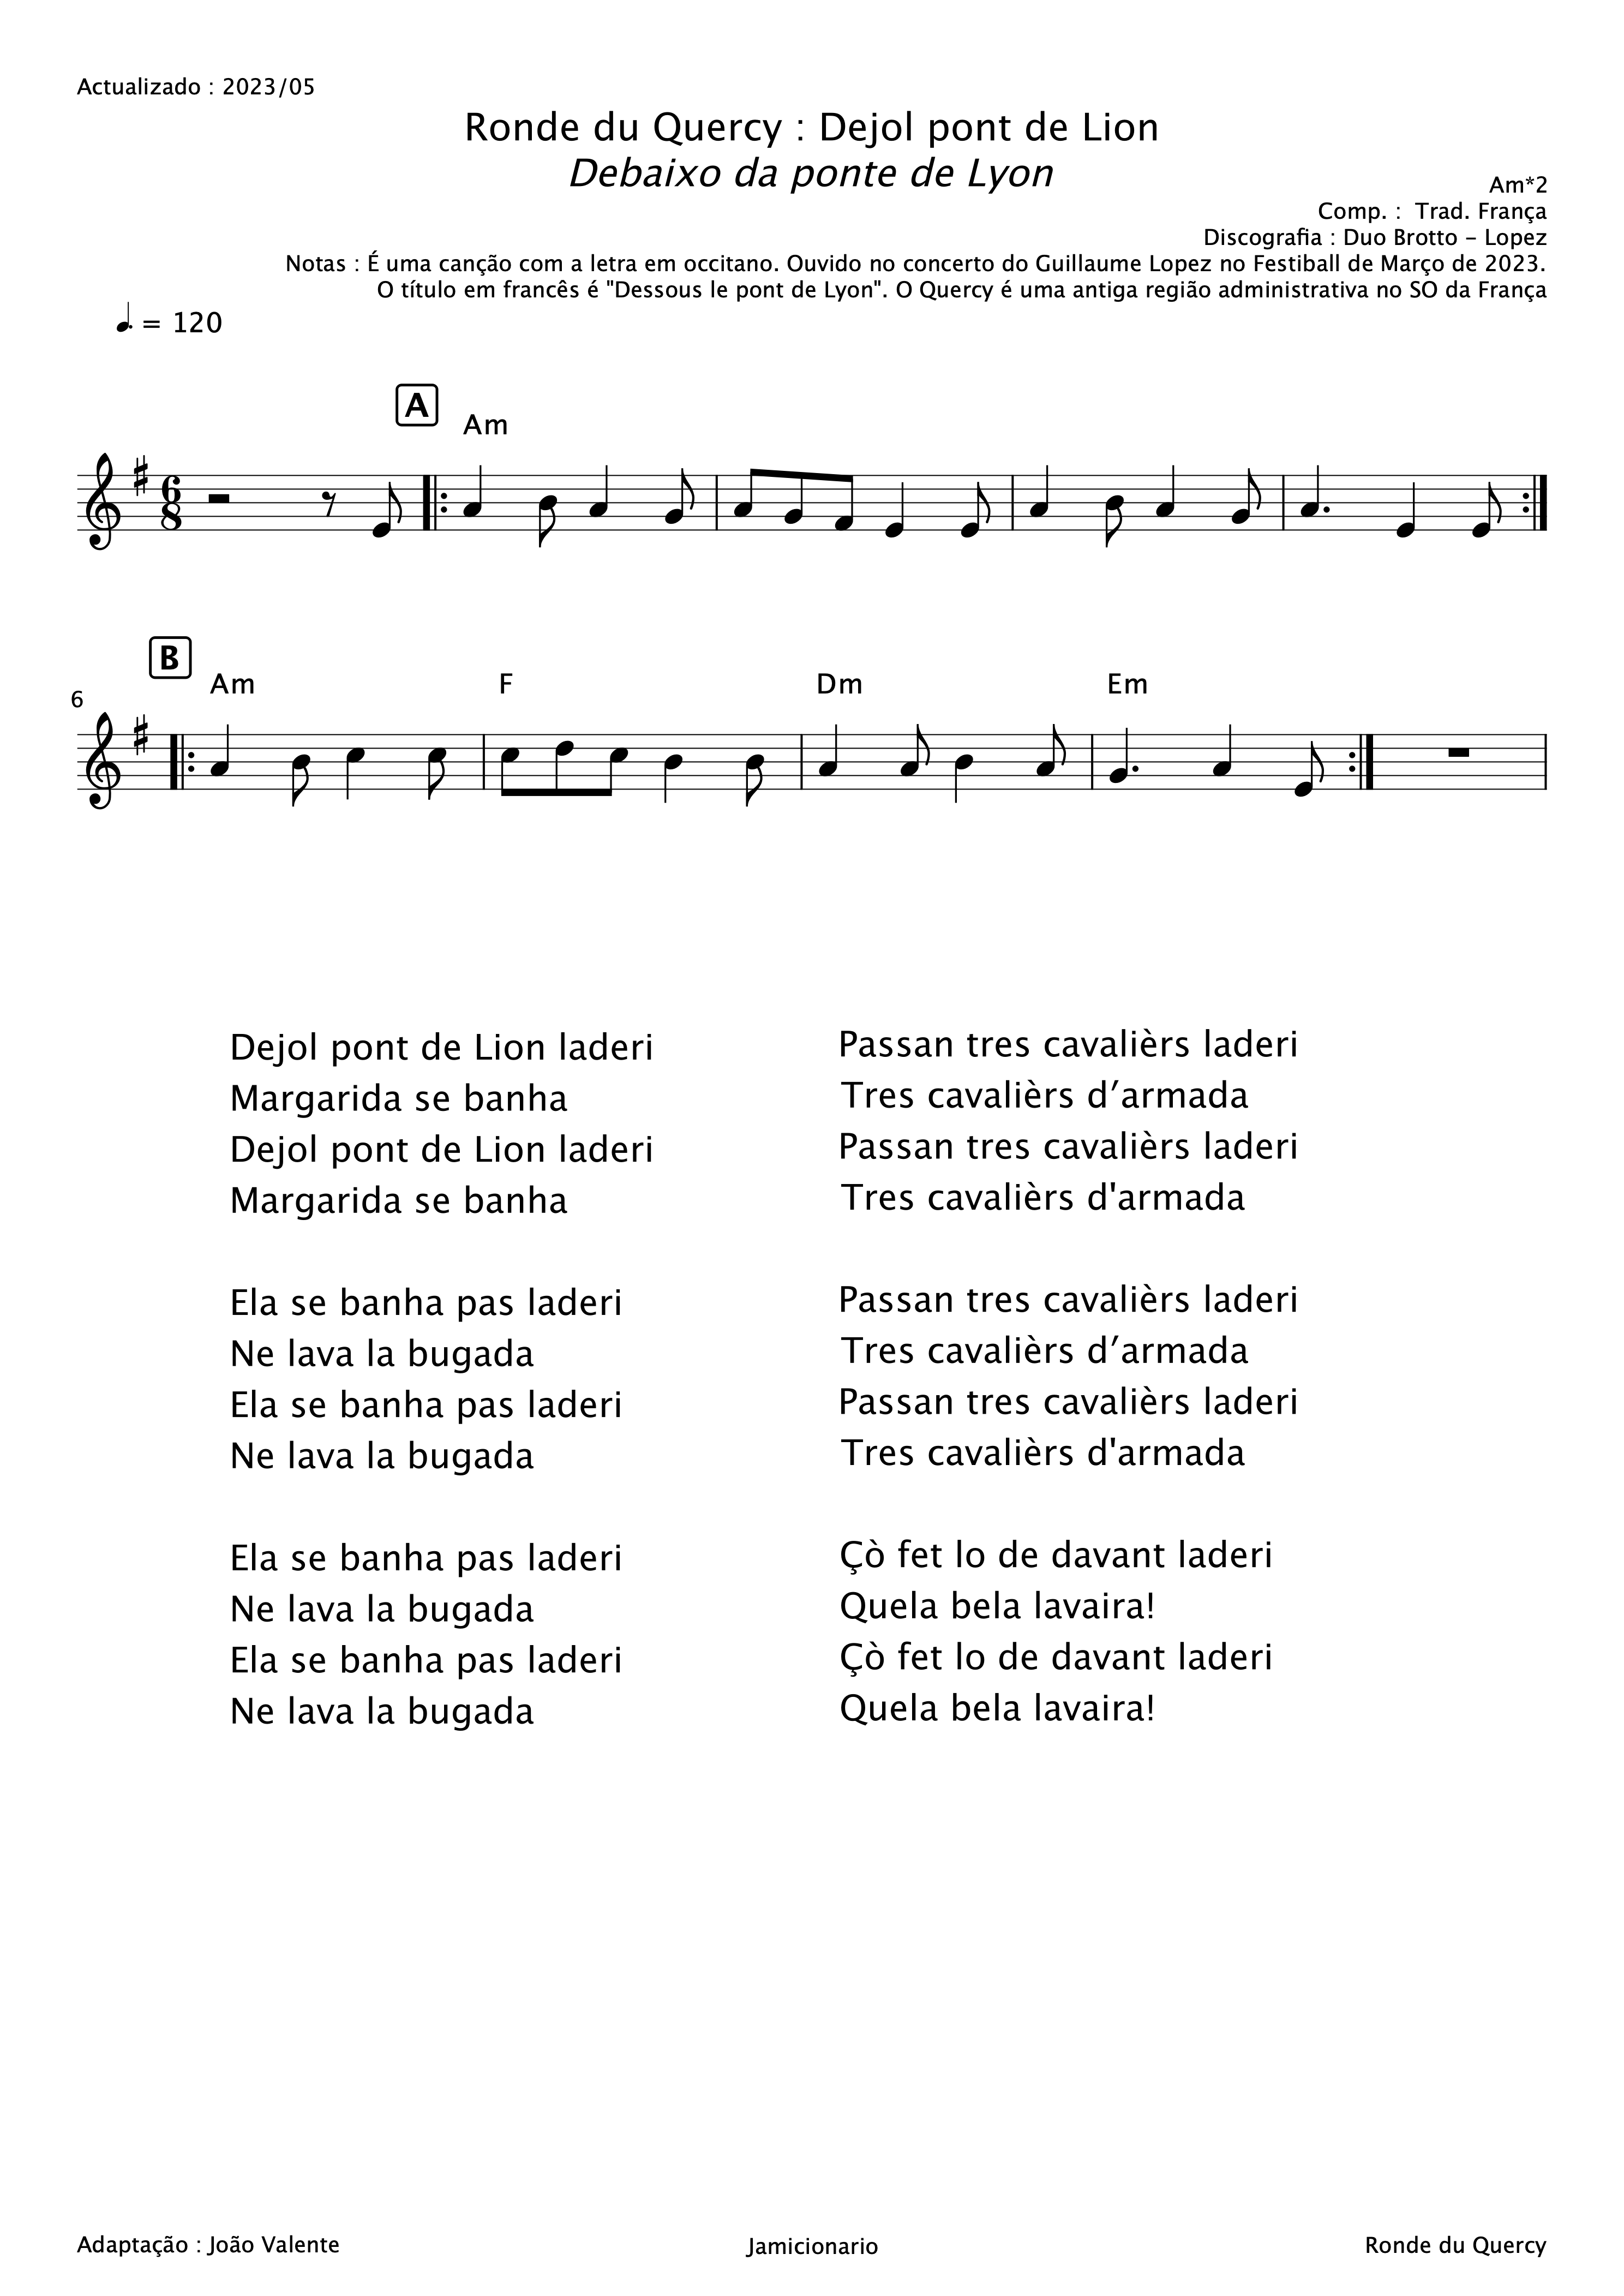 Actualizado : 2023/05
Ronde du Quercy : Dejol pont de Lion
Debaixo da ponte de Lyon
Am*2
Comp. : Trad. França
Discografia : Duo Brotto – Lopez
Notas : É uma canção com a letra em occitano. Ouvido no concerto do Guillaume Lopez no Festiball de Março de 2023.
O título em francês é "Dessous le pont de Lyon". O Quercy é uma antiga região administrativa no SO da França
= 120
A
Am
6
8
B
6
Am F Dm Em
Dejol pont de Lion laderi
Margarida se banha
Dejol pont de Lion laderi
Margarida se banha
Ela se banha pas laderi
Ne lava la bugada
Ela se banha pas laderi
Ne lava la bugada
Ela se banha pas laderi
Ne lava la bugada
Ela se banha pas laderi
Ne lava la bugada
Passan tres cavalièrs laderi
Tres cavalièrs d’armada
Passan tres cavalièrs laderi
Tres cavalièrs d'armada
Passan tres cavalièrs laderi
Tres cavalièrs d’armada
Passan tres cavalièrs laderi
Tres cavalièrs d'armada
Çò fet lo de davant laderi
Quela bela lavaira!
Çò fet lo de davant laderi
Quela bela lavaira!
Adaptação : João Valente
Jamicionario
Ronde du Quercy